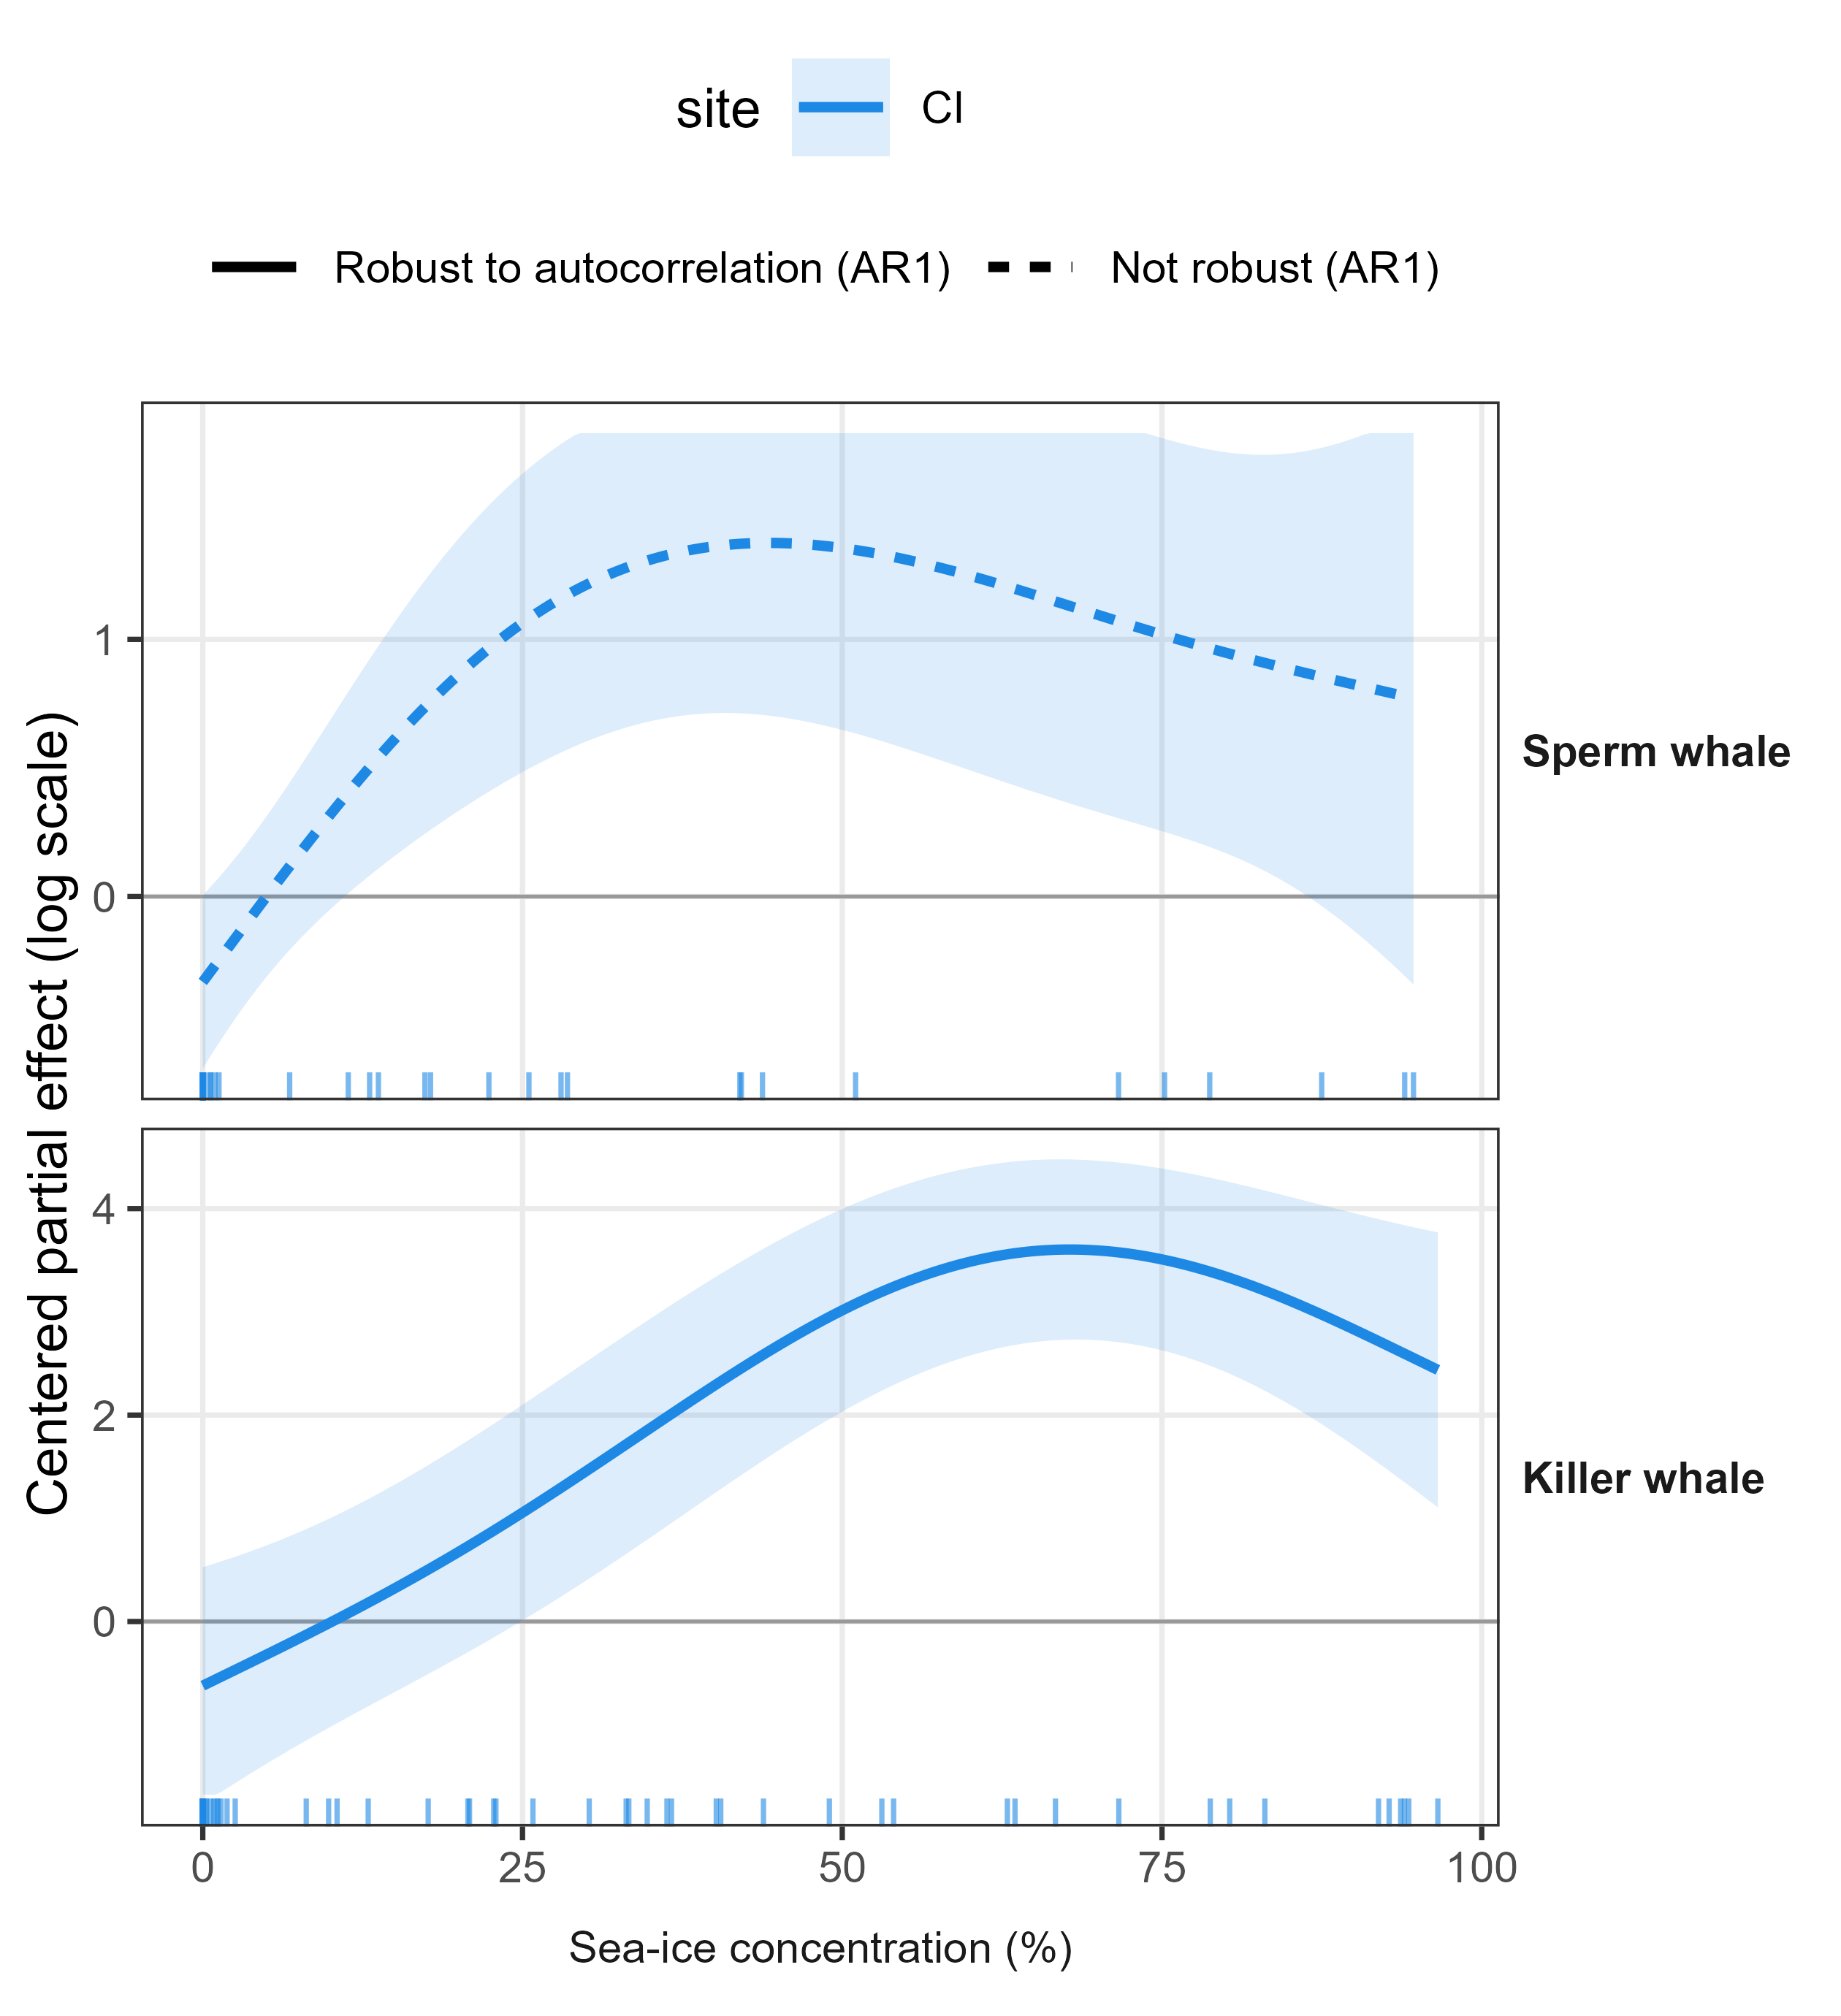 site CI
Robust to autocorrelation (AR1) Not robust (AR1)
Centered partial effect (log scale)
1
0
Sperm whale
4
2
0
Killer whale
0 25 50 75 100
Sea-ice concentration (%)